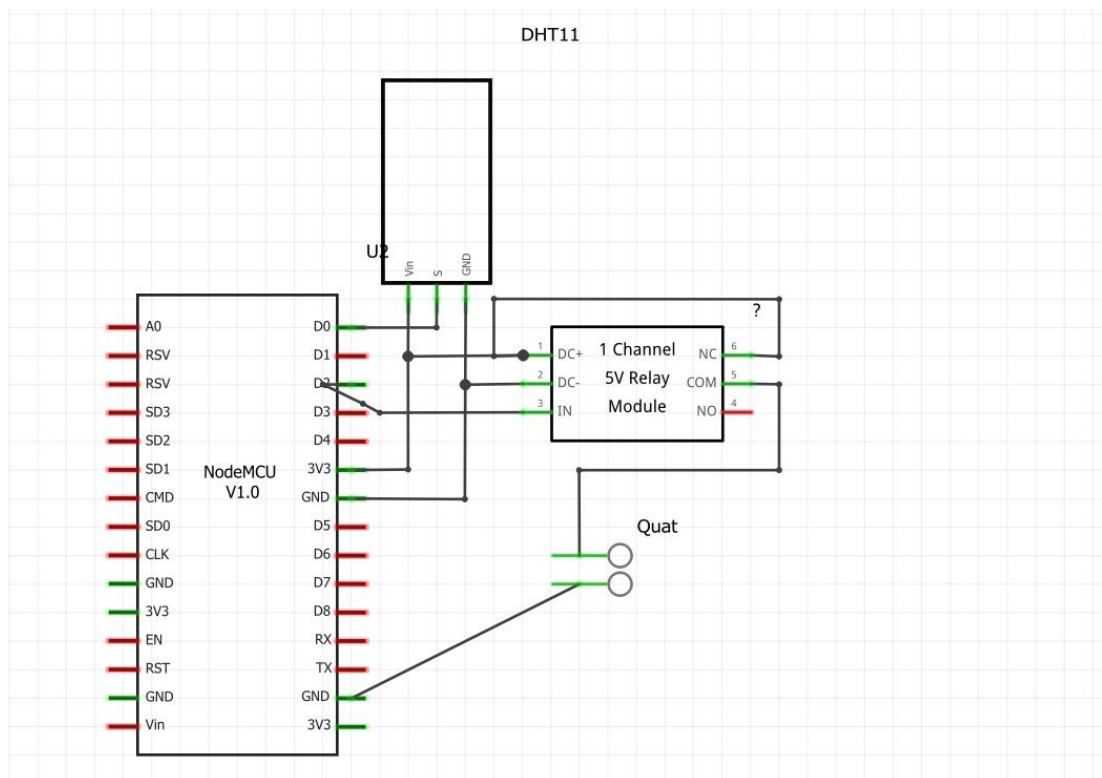 DHT11
U2
Vin
S
GND
A0
RSV
RSV
SD3
SD2
SD1
CMD
SD0
CLK
GND
3V3
EN
RST
GND
Vin
NodeMCU
V1.0
D0
D1
D2
D3
D4
3V3
GND
D5
D6
D7
D8
RX
TX
GND
3V3
?
1
2
3
DC+
DC-
IN
1 Channel
5V Relay
Module
NC
COM
NO
6
5
4
Quat